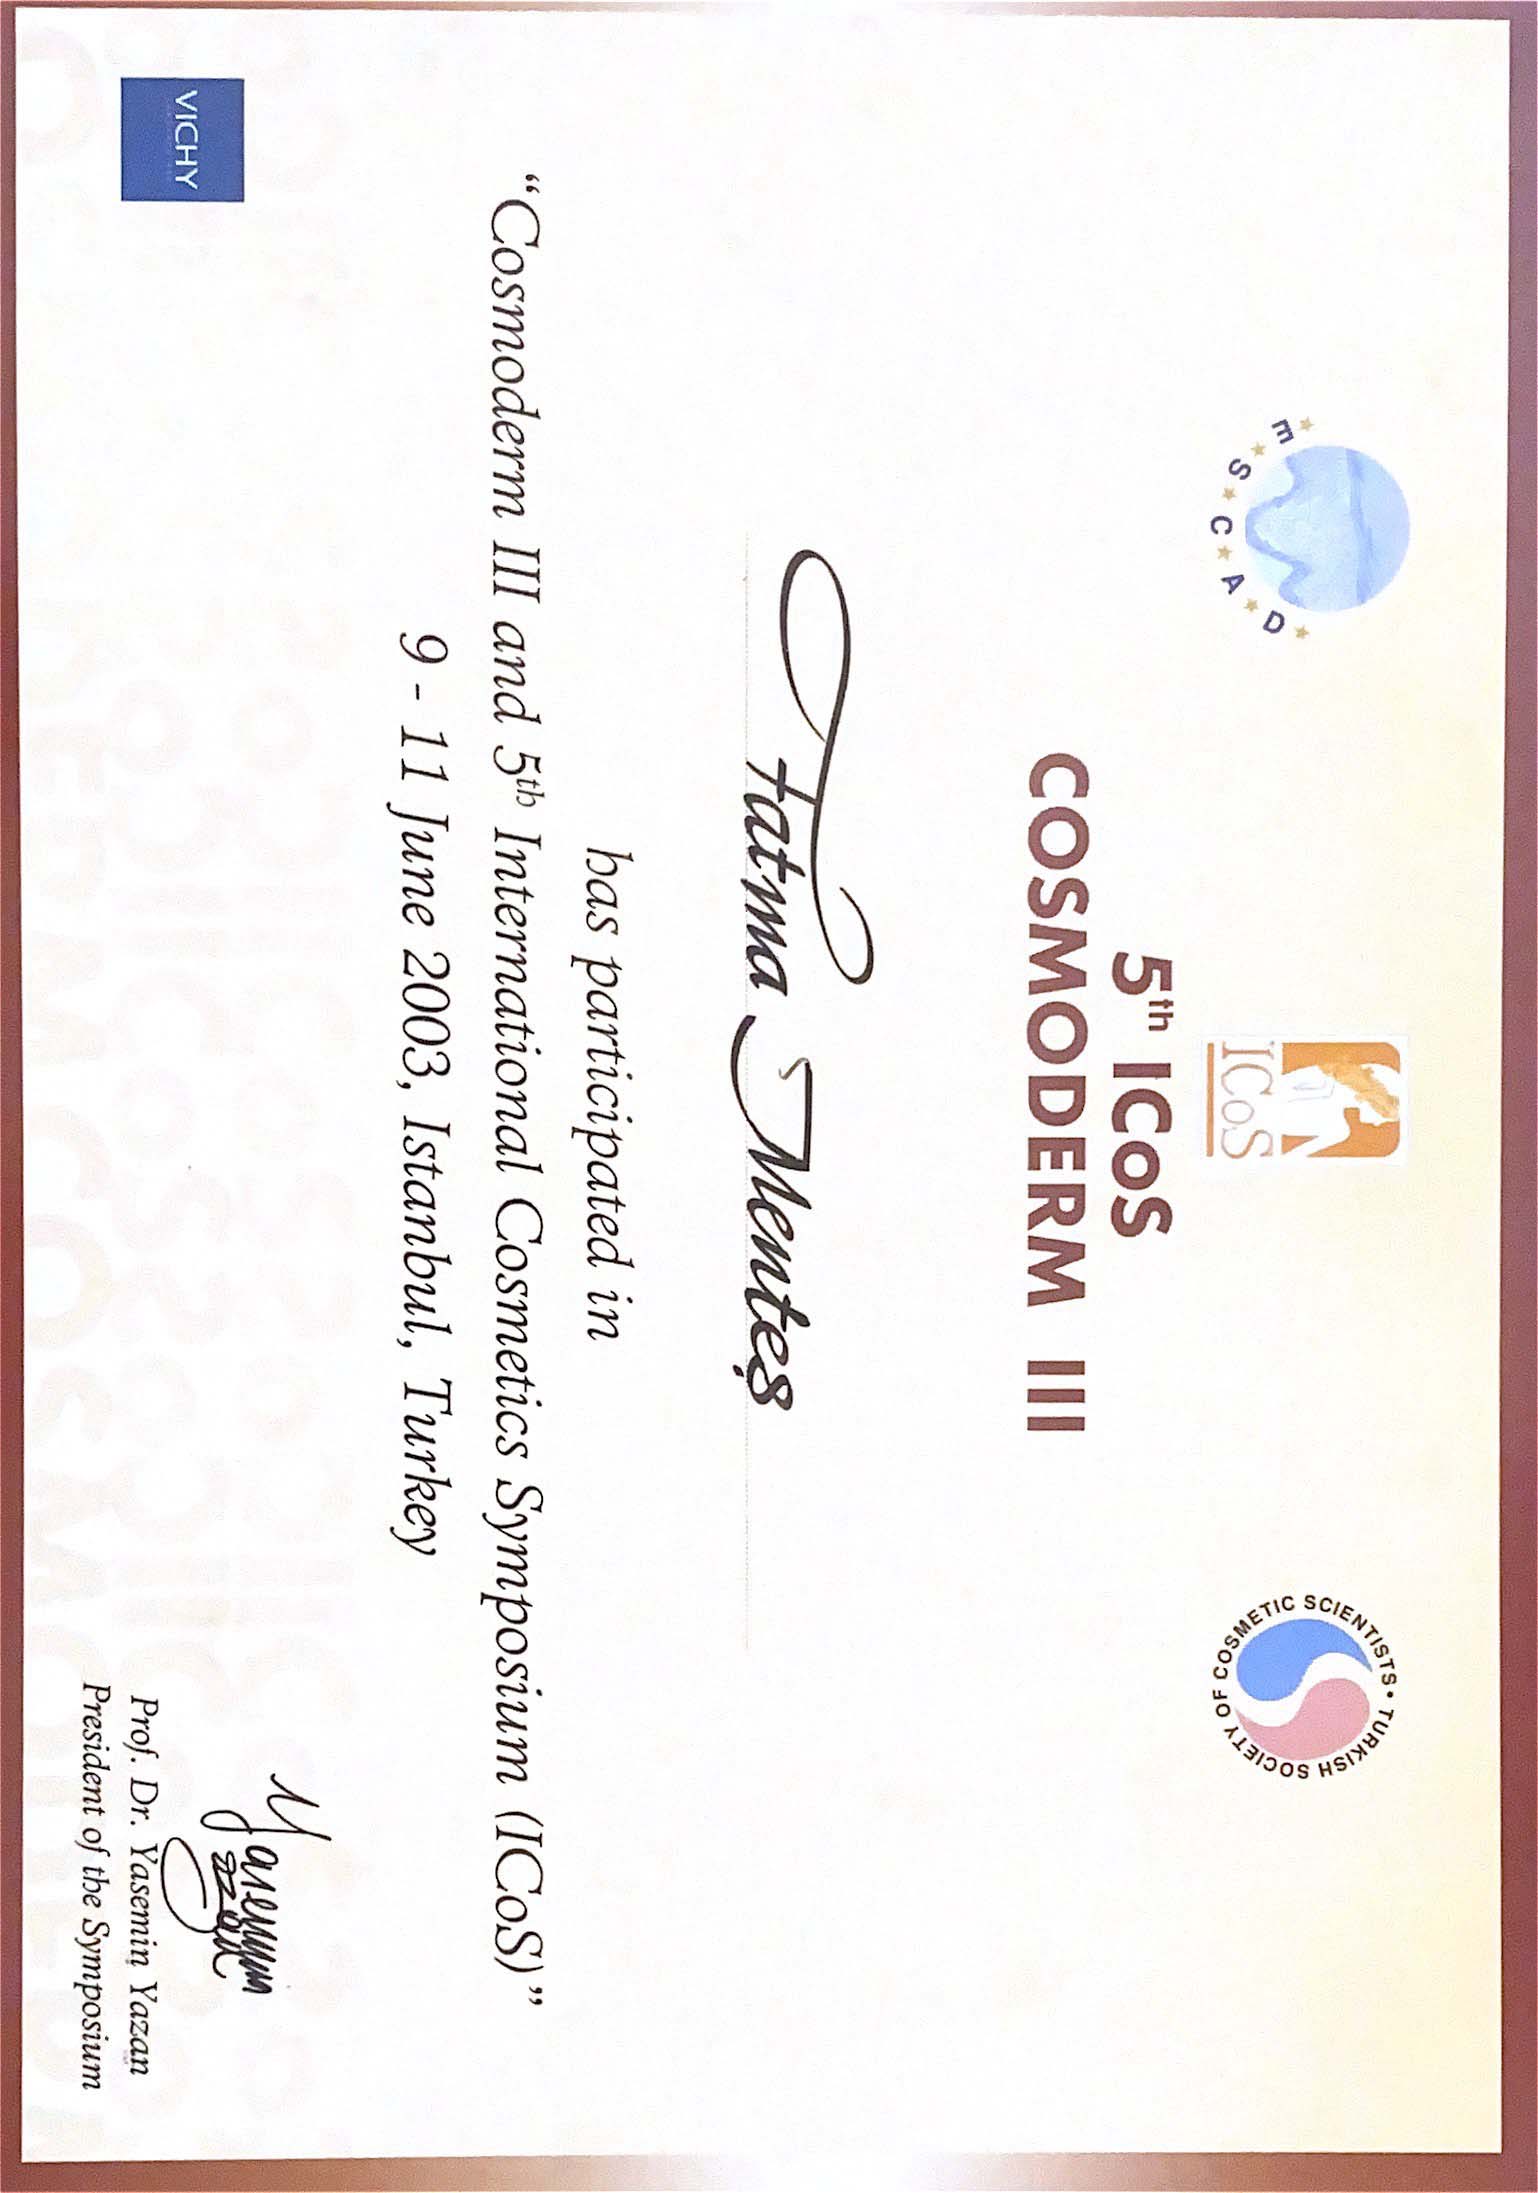 E * S * C * A * D
ICoS
TURKISH SOCIETY OF COSMETIC SCIENTISTS •
5th ICoS
COSMODERM III
Fatma Menteş
has participated in
“Cosmoderm III and 5th International Cosmetics Symposium (ICoS)”
9 - 11 June 2003, Istanbul, Turkey
VICHY
Yasemin
Yazan
Prof. Dr. Yasemin Yazan
President of the Symposium